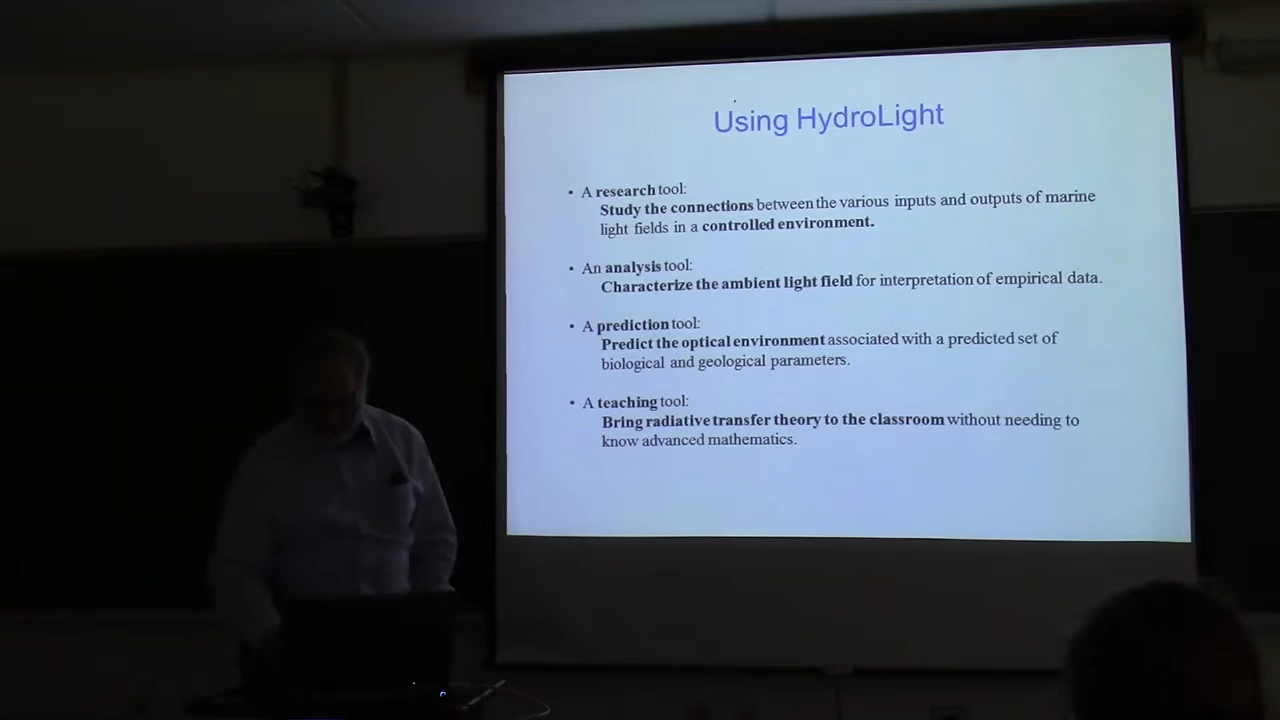 Using HydroLight
• A research tool:
Study the connections between the various inputs and outputs of marine
light fields in a controlled environment.
• An analysis tool:
Characterize the ambient light field for interpretation of empirical data.
• A prediction tool:
Predict the optical environment associated with a predicted set of
biological and geological parameters.
• A teaching tool:
Bring radiative transfer theory to the classroom without needing to
know advanced mathematics.